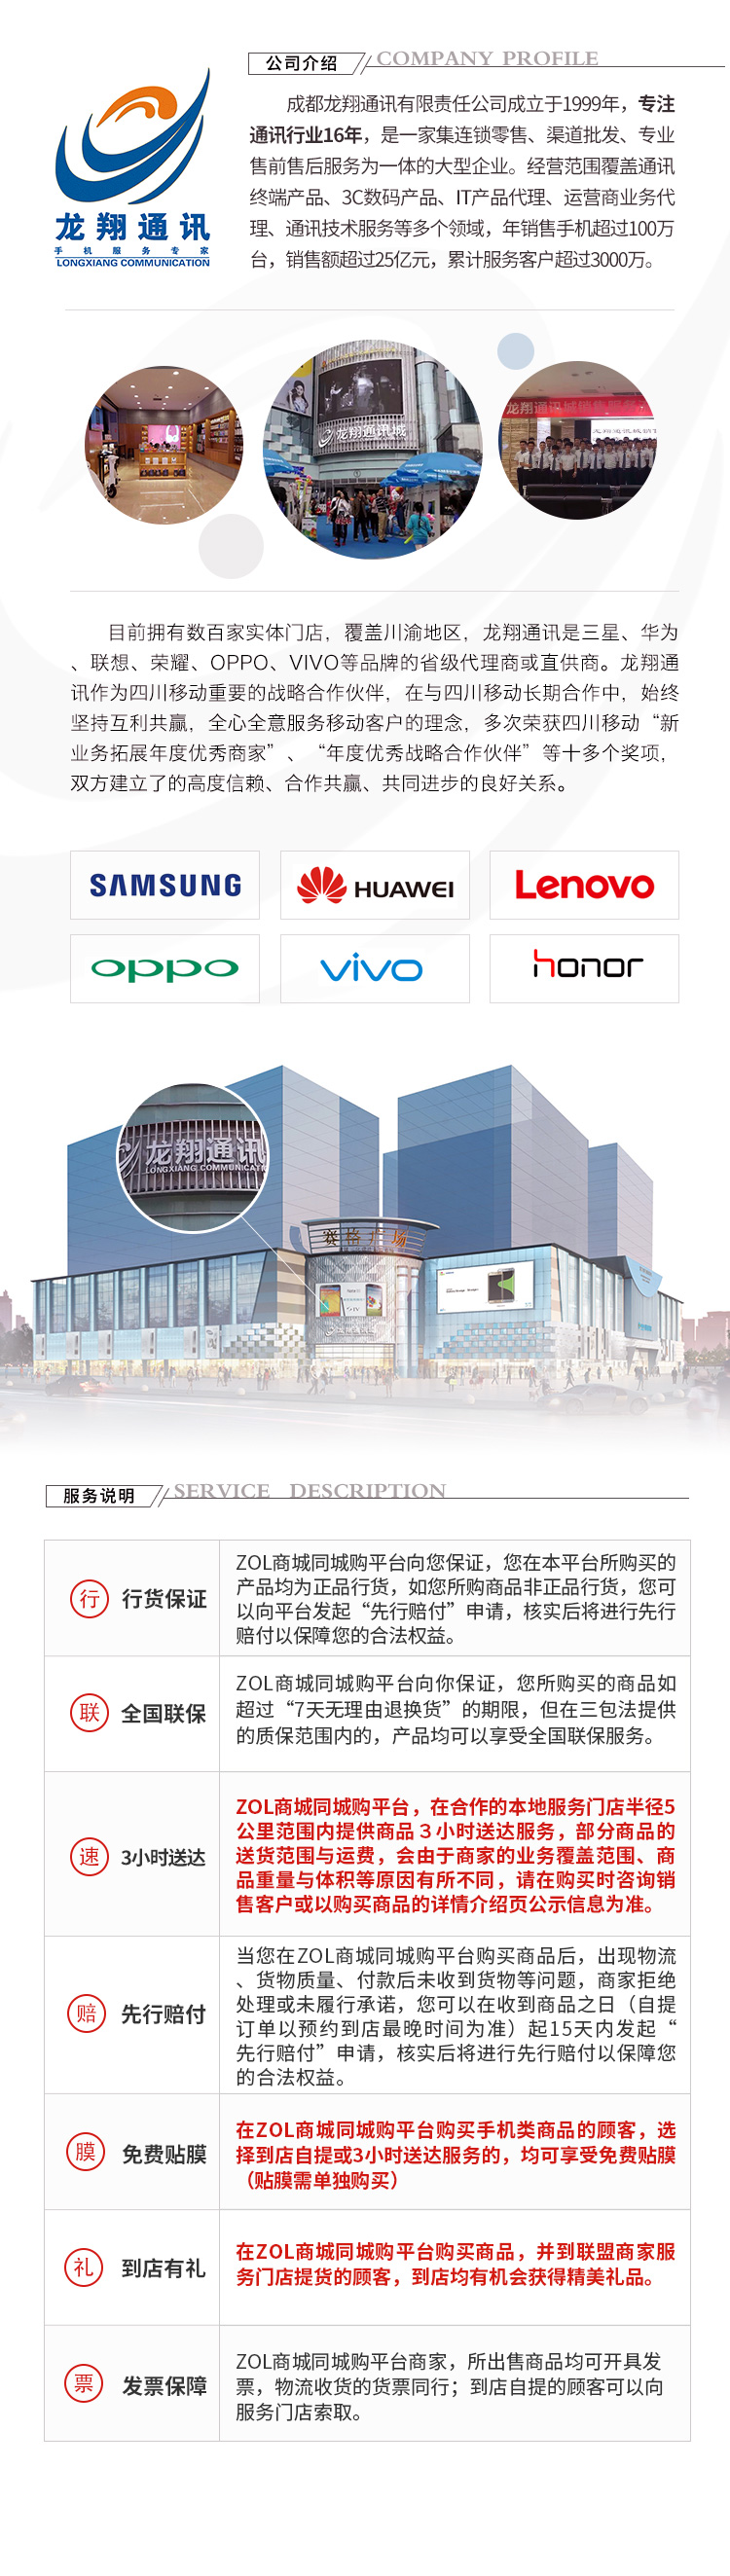 公司介绍
COMPANY PROFILE
龙翔通讯
手机服务专家
LONGXIANG COMMUNICATION
成都龙翔通讯有限责任公司成立于1999年，专注
通讯行业16年，是一家集连锁零售、渠道批发、专业
售前售后服务为一体的大型企业。经营范围覆盖通讯
终端产品、3C数码产品、IT产品代理、运营商业务代
理、通讯技术服务等多个领域，年销售手机超过100万
台，销售额超过25亿元，累计服务客户超过3000万。
龙翔通讯城
SAMSUNG
龙翔通讯城销售服务
目前拥有数百家实体门店，覆盖川渝地区，龙翔通讯是三星、华为
、联想、荣耀、OPPO、VIVO等品牌的省级代理商或直供商。龙翔通
讯作为四川移动重要的战略合作伙伴，在与四川移动长期合作中，始终
坚持互利共赢，全心全意服务移动客户的理念，多次荣获四川移动“新
业务拓展年度优秀商家”、“年度优秀战略合作伙伴”等十多个奖项，
双方建立了的高度信赖、合作共赢、共同进步的良好关系。
SAMSUNG
HUAWEI
Lenovo
oppo
vivo
honor
龙翔通讯
LONGXIANG COMMUNICAT
赛格广场
服务说明
SERVICE DESCRIPTION
行 行货保证
ZOL商城同城购平台向您保证，您在本平台所购买的
产品均为正品行货，如您所购商品非正品行货，您可
以向平台发起“先行赔付”申请，核实后将进行先行
赔付以保障您的合法权益。
联 全国联保
ZOL商城同城购平台向你保证，您所购买的商品如
超过“7天无理由退换货”的期限，但在三包法提供
的质保范围内的，产品均可以享受全国联保服务。
速 3小时送达
ZOL商城同城购平台，在合作的本地服务门店半径5
公里范围内提供商品３小时送达服务，部分商品的
送货范围与运费，会由于商家的业务覆盖范围、商
品重量与体积等原因有所不同，请在购买时咨询销
售客户或以购买商品的详情介绍页公示信息为准。
赔 先行赔付
当您在ZOL商城同城购平台购买商品后，出现物流
、货物质量、付款后未收到货物等问题，商家拒绝
处理或未履行承诺，您可以在收到商品之日（自提
订单以预约到店最晚时间为准）起15天内发起“
先行赔付”申请，核实后将进行先行赔付以保障您
的合法权益。
膜 免费贴膜
在ZOL商城同城购平台购买手机类商品的顾客，选
择到店自提或3小时送达服务的，均可享受免费贴膜
（贴膜需单独购买）
礼 到店有礼
在ZOL商城同城购平台购买商品，并到联盟商家服
务门店提货的顾客，到店均有机会获得精美礼品。
票 发票保障
ZOL商城同城购平台商家，所出售商品均可开具发
票，物流收货的货票同行；到店自提的顾客可以向
服务门店索取。